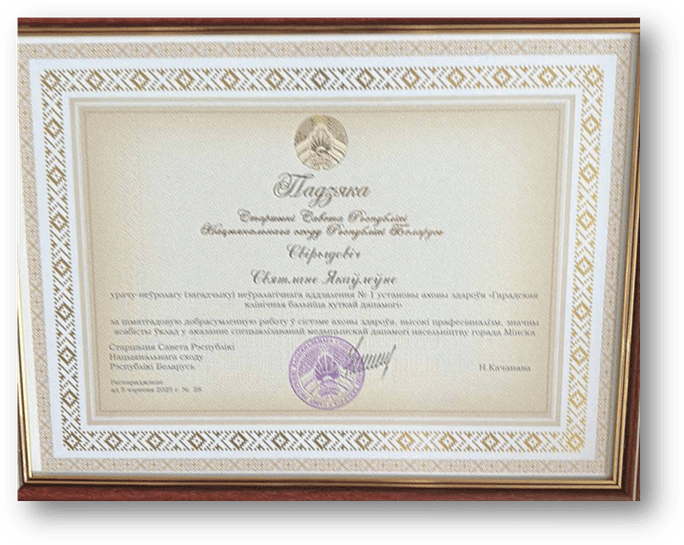 Падзяка
Старшыні Савета Рэспублікі
Нацыянальнага сходу Рэспублікі Беларусь
Свірыдовіч
Святлане Якаўлеўне
урачу-неўролагу (загадчыку) неўралагічнага аддзялення № 1 установы аховы здароўя «Гарадская
клінічная бальніца хуткай дапамогі»
за шматгадовую добрасумленную работу ў сістэме аховы здароўя, высокі прафесіяналізм, значны
асабісты ўклад у аказанне спецыялізаванай медыцынскай дапамогі насельніцтву горада Мінска
Старшыня Савета Рэспублікі
Нацыянальнага сходу
Рэспублікі Беларусь
Н.Качанава
Распараджэнне
ад 3 чэрвеня 2025 г. № 28